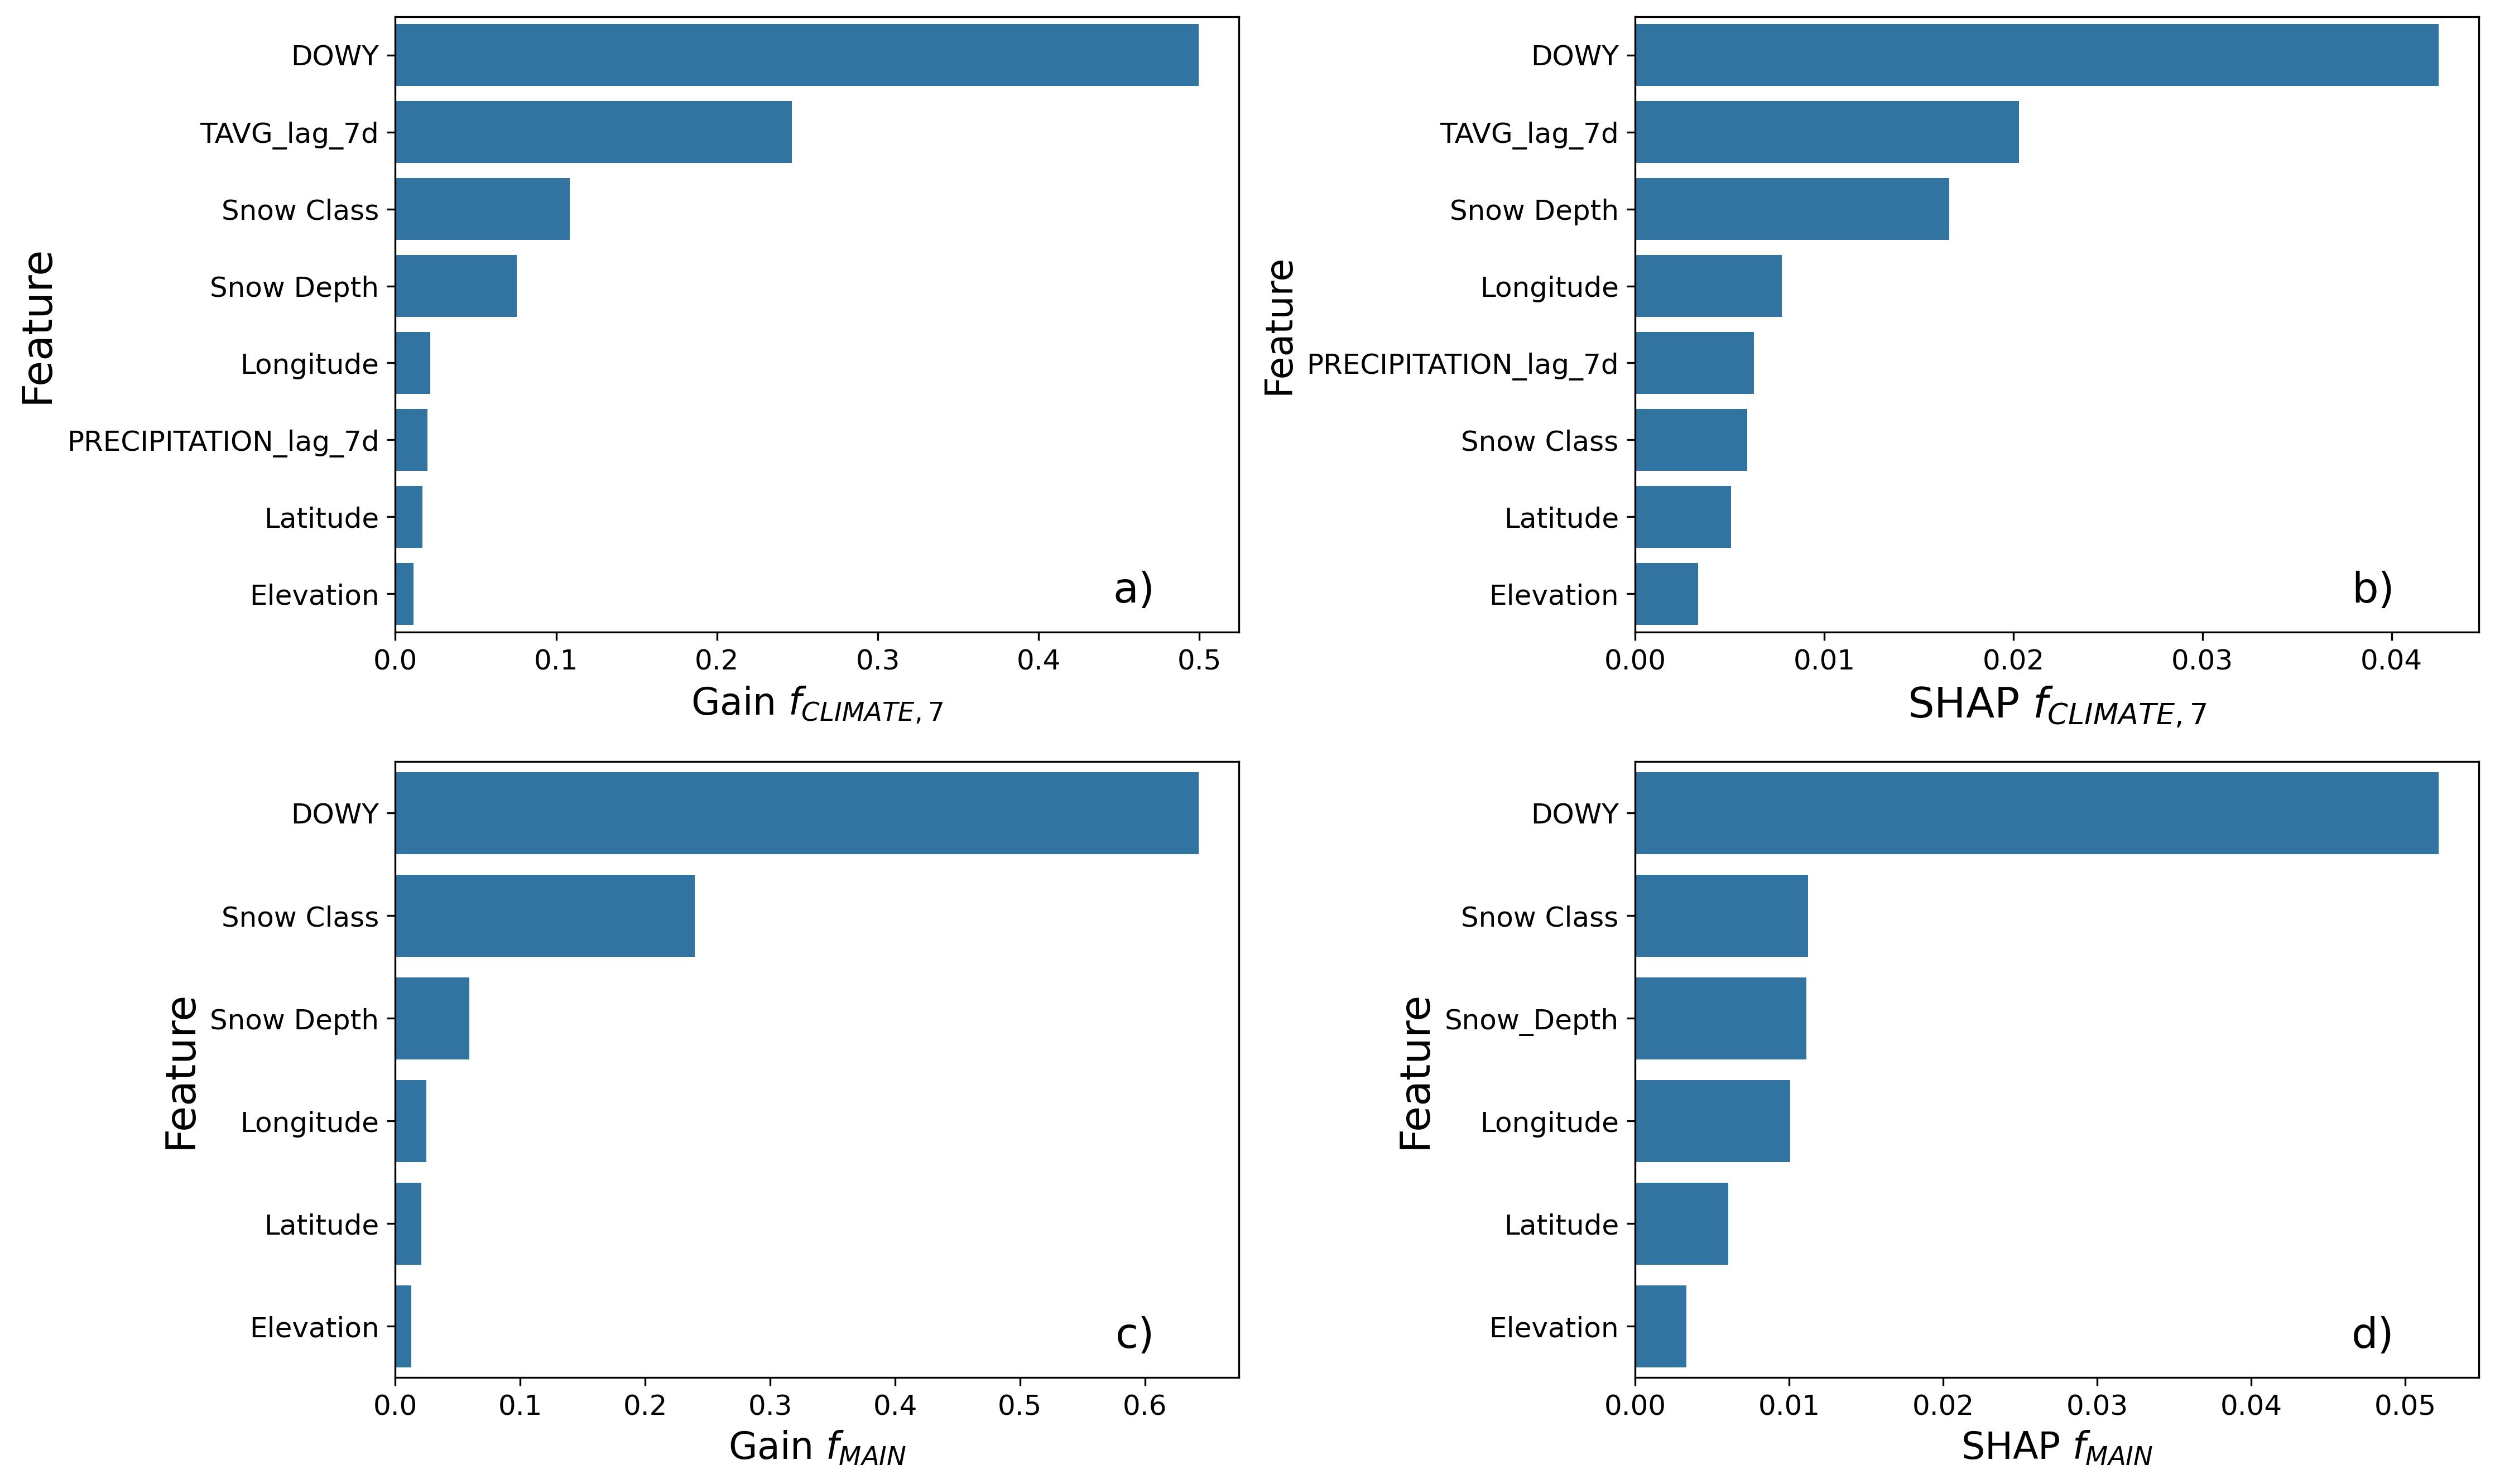 Feature
DOWY
TAVG_lag_7d
Snow Class
Snow Depth
Longitude
PRECIPITATION_lag_7d
Latitude
Elevation
a)
0.0 0.1 0.2 0.3 0.4 0.5
Gain f_CLIMATE, 7
Feature
DOWY
TAVG_lag_7d
Snow Depth
Longitude
PRECIPITATION_lag_7d
Snow Class
Latitude
Elevation
b)
0.00 0.01 0.02 0.03 0.04
SHAP f_CLIMATE, 7
Feature
DOWY
Snow Class
Snow Depth
Longitude
Latitude
Elevation
c)
0.0 0.1 0.2 0.3 0.4 0.5 0.6
Gain f_MAIN
Feature
DOWY
Snow Class
Snow_Depth
Longitude
Latitude
Elevation
d)
0.00 0.01 0.02 0.03 0.04 0.05
SHAP f_MAIN